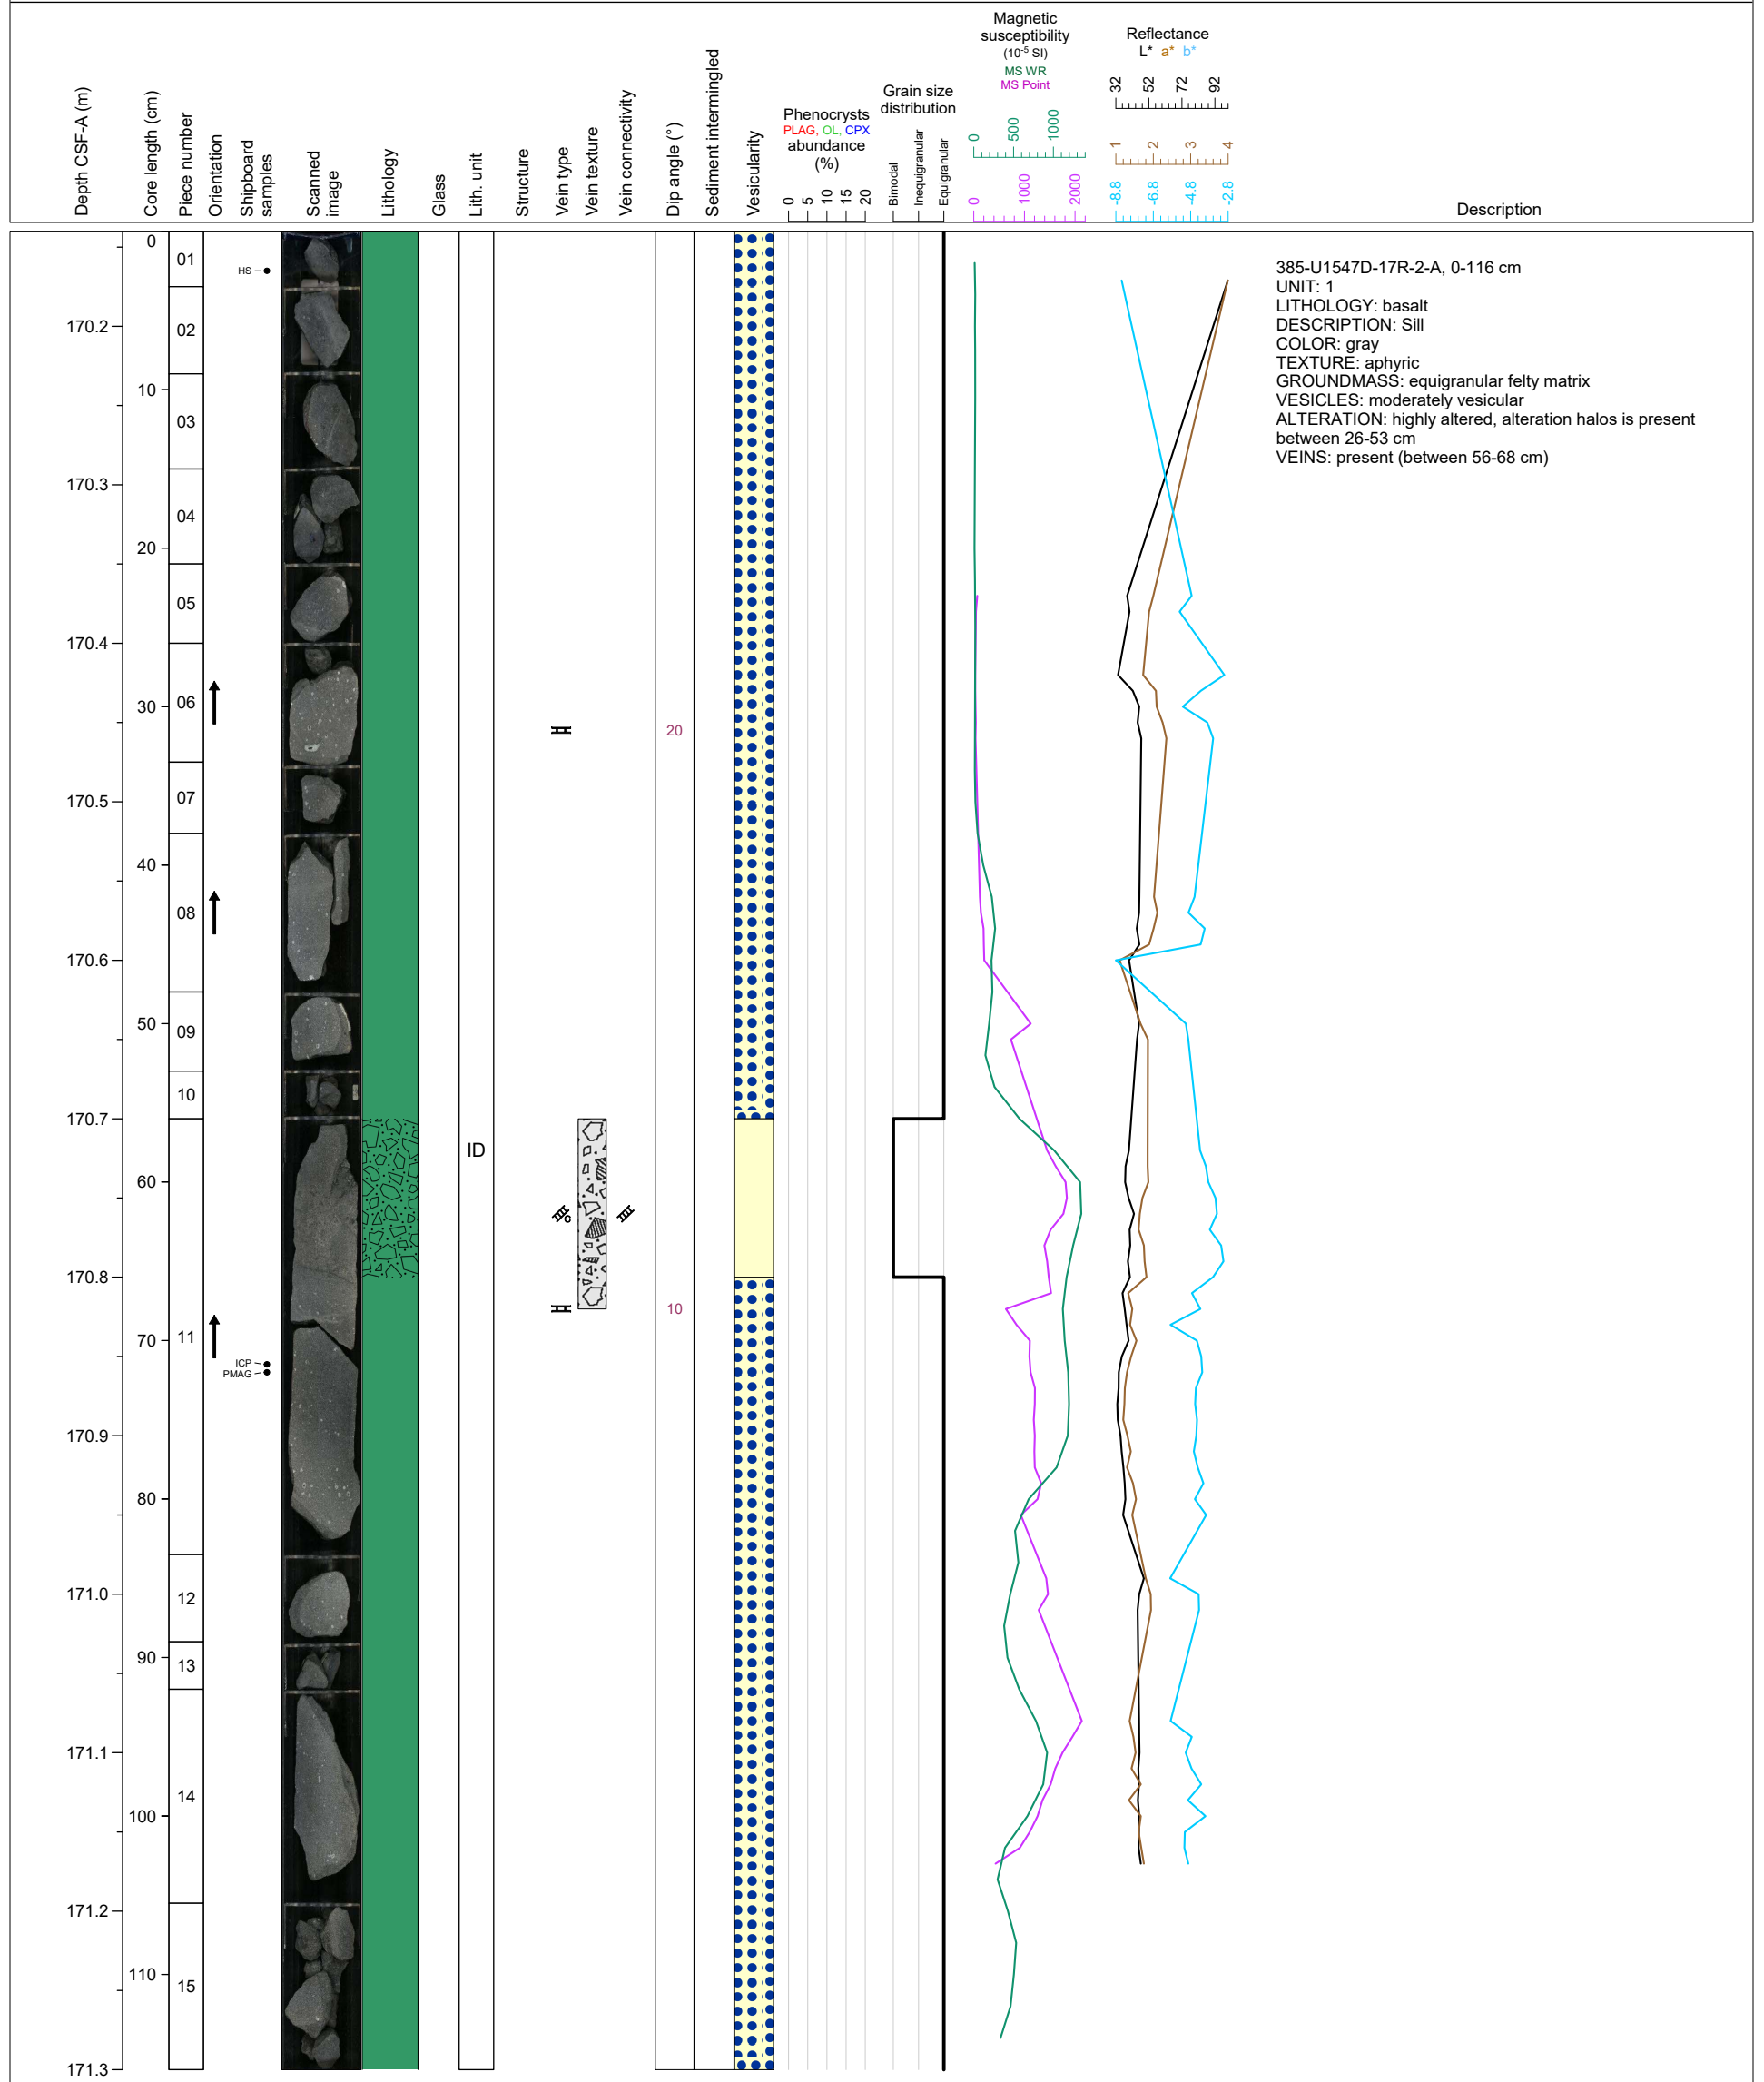 Depth CSF-A (m)
Core length (cm)
Piece number
Orientation
Shipboard
samples
Scanned
image
Lithology
Glass
Lith. unit
Structure
Vein type
Vein texture
Vein connectivity
Dip angle (°)
Sediment intermingled
Vesicularity
Phenocrysts
PLAG, OL, CPX
abundance
(%)
0 5 10 15 20
Grain size
distribution
Bimodal
Inequigranular
Equigranular
Magnetic
susceptibility
(10-5 SI)
MS WR
MS Point
0 500 1000
0 1000 2000
Reflectance
L* a* b*
32 52 72 92
1 2 3 4
-8.8 -6.8 -4.8 -2.8
Description
170.2
170.3
170.4
170.5
170.6
170.7
170.8
170.9
171.0
171.1
171.2
171.3
0
10
20
30
40
50
60
70
80
90
100
110
01
02
03
04
05
06
07
08
09
10
11
12
13
14
15
HS
ICP
PMAG
ID
c
20
10
385-U1547D-17R-2-A, 0-116 cm
UNIT: 1
LITHOLOGY: basalt
DESCRIPTION: Sill
COLOR: gray
TEXTURE: aphyric
GROUNDMASS: equigranular felty matrix
VESICLES: moderately vesicular
ALTERATION: highly altered, alteration halos is present
between 26-53 cm
VEINS: present (between 56-68 cm)